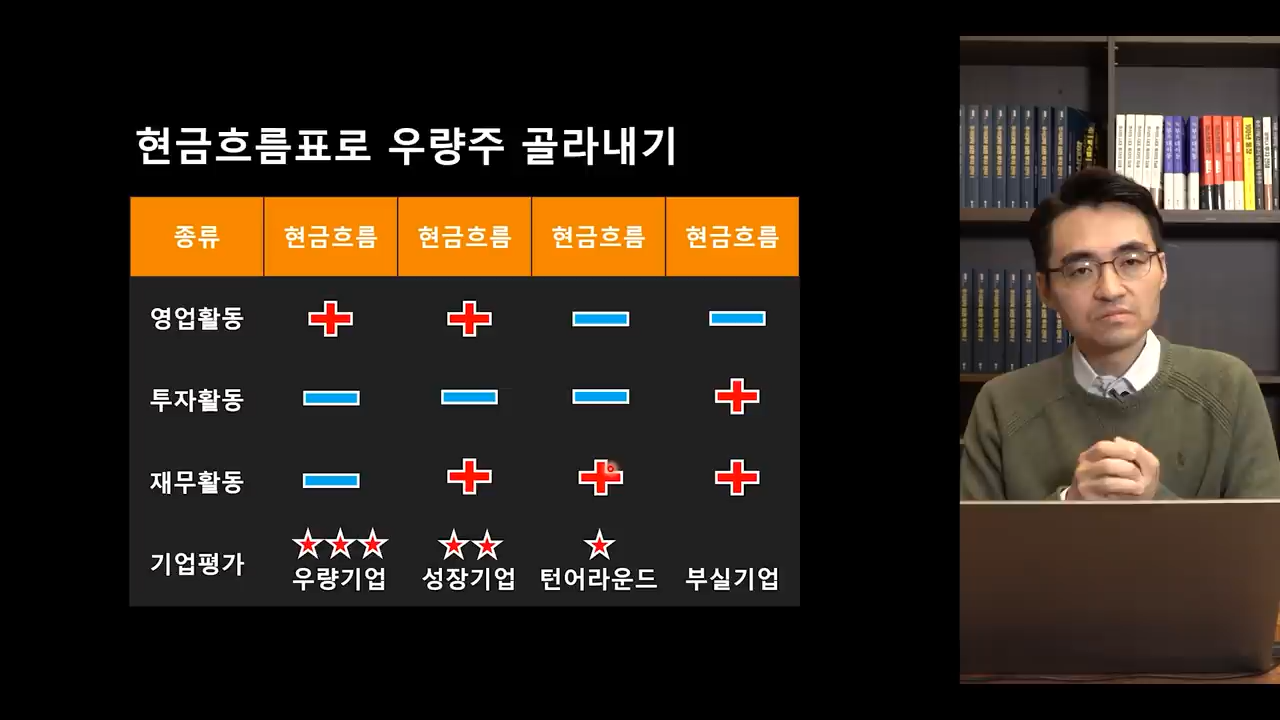 현금흐름표로 우량주 골라내기
종류 현금흐름 현금흐름 현금흐름 현금흐름
영업활동
투자활동
재무활동
기업평가 우량기업 성장기업 턴어라운드 부실기업